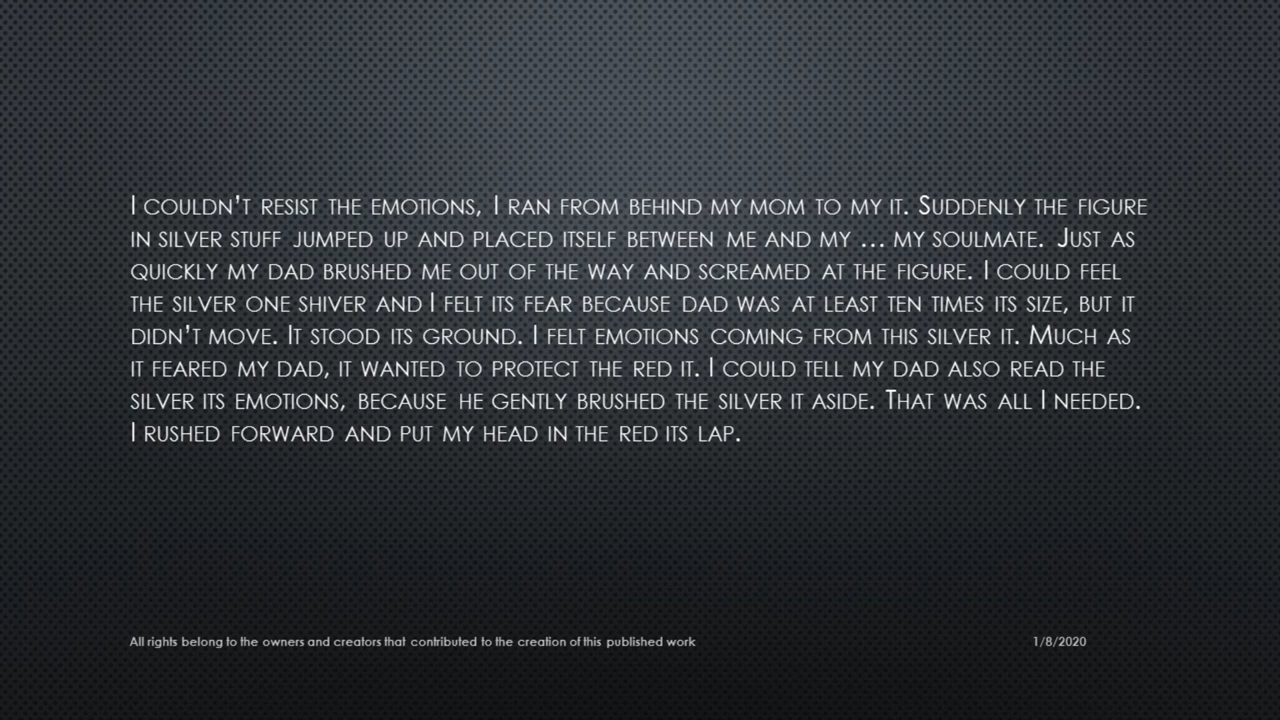 I couldn't resist the emotions, I ran from behind my mom to my it. Suddenly the figure
in silver stuff jumped up and placed itself between me and my … my soulmate. Just as
quickly my dad brushed me out of the way and screamed at the figure. I could feel
the silver one shiver and I felt its fear because dad was at least ten times its size, but it
didn't move. It stood its ground. I felt emotions coming from this silver it. Much as
it feared my dad, it wanted to protect the red it. I could tell my dad also read the
silver its emotions, because he gently brushed the silver it aside. That was all I needed.
I rushed forward and put my head in the red its lap.
All rights belong to the owners and creators that contributed to the creation of this published work
1/8/2020